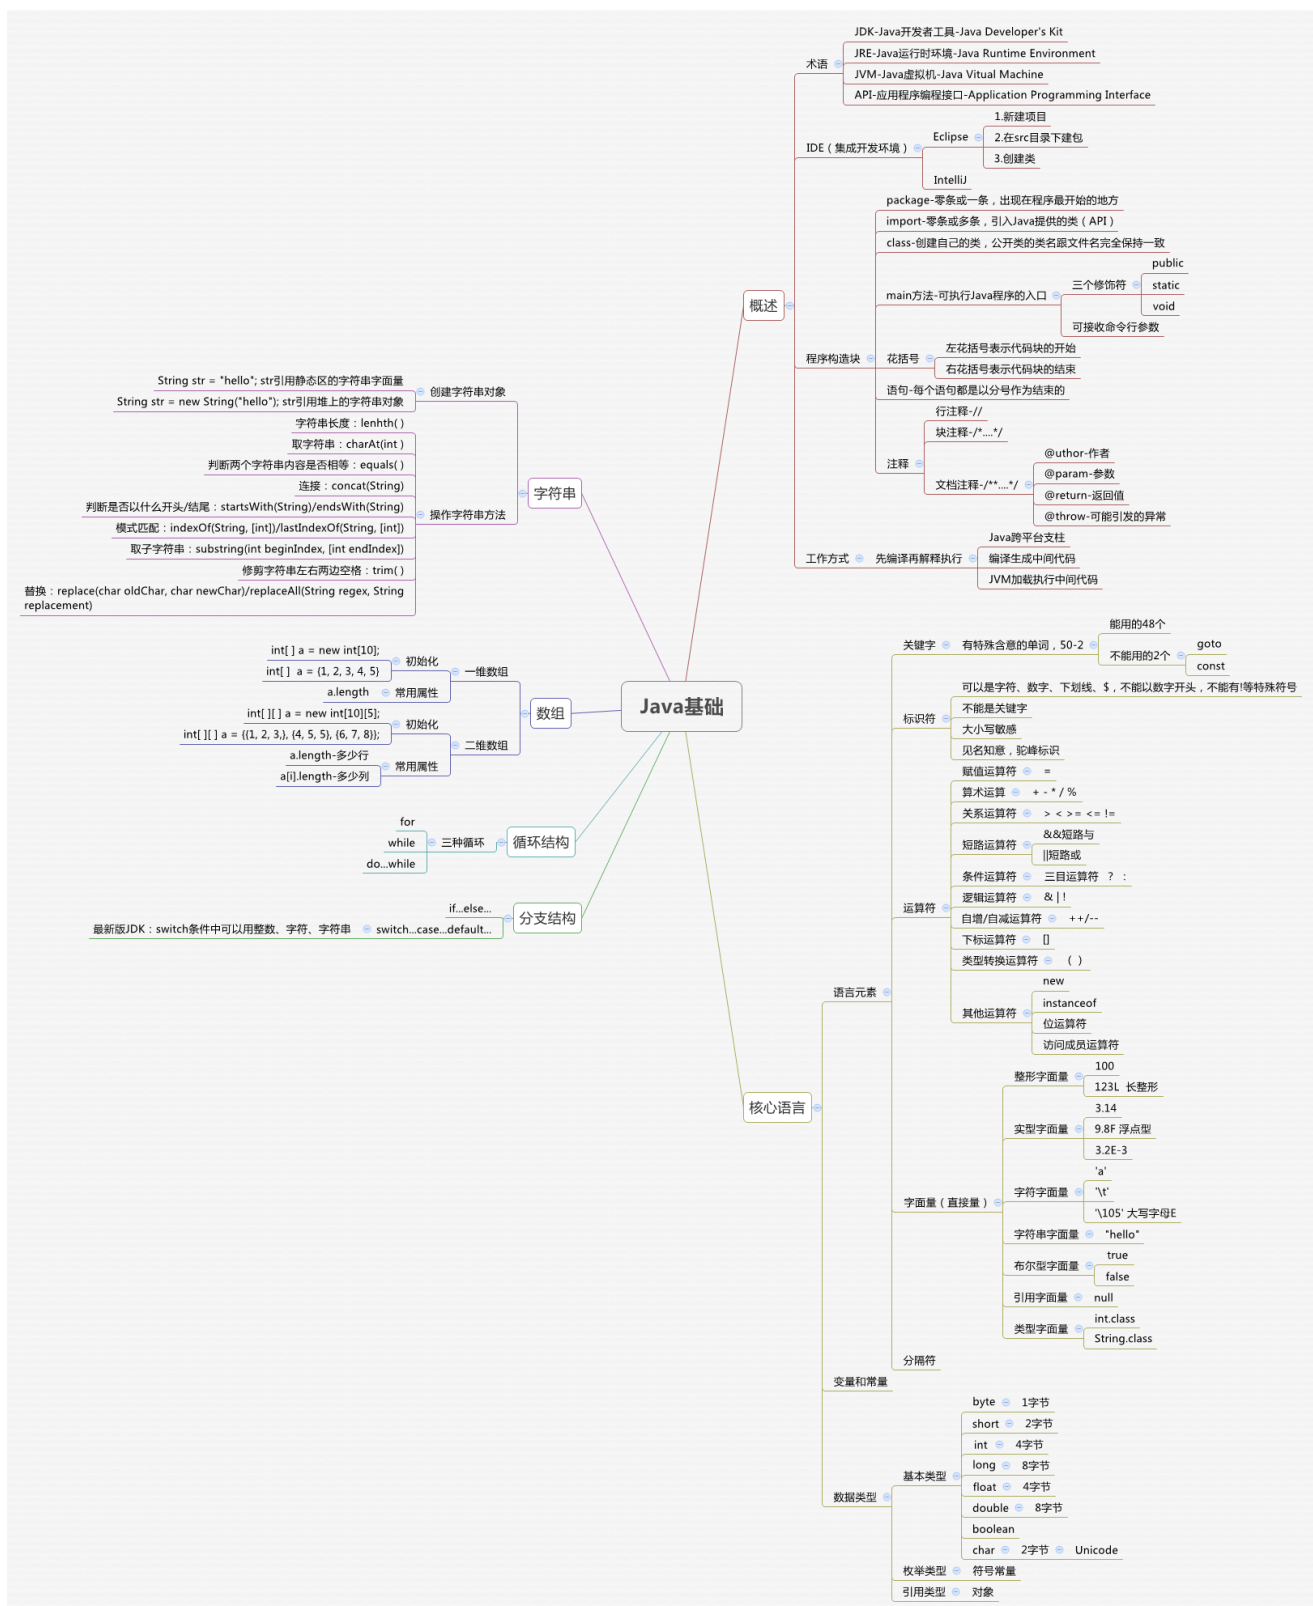 Java基础
概述
术语
JDK-Java开发者工具-Java Developer's Kit
JRE-Java运行时环境-Java Runtime Environment
JVM-Java虚拟机-Java Vitual Machine
API-应用程序编程接口-Application Programming Interface
IDE（集成开发环境）
Eclipse
1.新建项目
2.在src目录下建包
3.创建类
IntelliJ
程序构造块
package-零条或一条，出现在程序最开始的地方
import-零条或多条，引入Java提供的类（API）
class-创建自己的类，公开类的类名跟文件名完全保持一致
main方法-可执行Java程序的入口
三个修饰符
public
static
void
可接收命令行参数
花括号
左花括号表示代码块的开始
右花括号表示代码块的结束
语句-每个语句都是以分号作为结束的
注释
行注释-//
块注释-/*....*/
文档注释-/**....*/
@uthor-作者
@param-参数
@return-返回值
@throw-可能引发的异常
工作方式
先编译再解释执行
Java跨平台支柱
编译生成中间代码
JVM加载执行中间代码
字符串
创建字符串对象
String str = "hello"; str引用静态区的字符串字面量
String str = new String("hello"); str引用堆上的字符串对象
操作字符串方法
字符串长度：lenhth( )
取字符串：charAt(int )
判断两个字符串内容是否相等：equals( )
连接：concat(String)
判断是否以什么开头/结尾：startsWith(String)/endsWith(String)
模式匹配：indexOf(String, [int])/lastIndexOf(String, [int])
取子字符串：substring(int beginIndex, [int endIndex])
修剪字符串左右两边空格：trim( )
替换：replace(char oldChar, char newChar)/replaceAll(String regex, String
replacement)
数组
一维数组
初始化
int[ ] a = new int[10];
int[ ]  a = {1, 2, 3, 4, 5}
常用属性
a.length
二维数组
初始化
int[ ][ ] a = new int[10][5];
int[ ][ ] a = {{1, 2, 3,}, {4, 5, 5}, {6, 7, 8}};
常用属性
a.length-多少行
a[i].length-多少列
循环结构
三种循环
for
while
do...while
分支结构
if...else...
switch...case...default...
最新版JDK：switch条件中可以用整数、字符、字符串
核心语言
语言元素
关键字
有特殊含意的单词，50-2
能用的48个
不能用的2个
goto
const
标识符
可以是字符、数字、下划线、$，不能以数字开头，不能有!等特殊符号
不能是关键字
大小写敏感
见名知意，驼峰标识
运算符
赋值运算符
=
算术运算
+ - * / %
关系运算符
> < >= <= !=
短路运算符
&&短路与
||短路或
条件运算符
三目运算符   ?   :
逻辑运算符
& | !
自增/自减运算符
++/--
下标运算符
[]
类型转换运算符
( )
其他运算符
new
instanceof
位运算符
访问成员运算符
字面量（直接量）
整形字面量
100
123L  长整形
实型字面量
3.14
9.8F 浮点型
3.2E-3
字符字面量
'a'
'\t'
'\105' 大写字母E
字符串字面量
"hello"
布尔型字面量
true
false
引用字面量
null
类型字面量
int.class
String.class
分隔符
变量和常量
数据类型
基本类型
byte
1字节
short
2字节
int
4字节
long
8字节
float
4字节
double
8字节
boolean
char
2字节
Unicode
枚举类型
符号常量
引用类型
对象